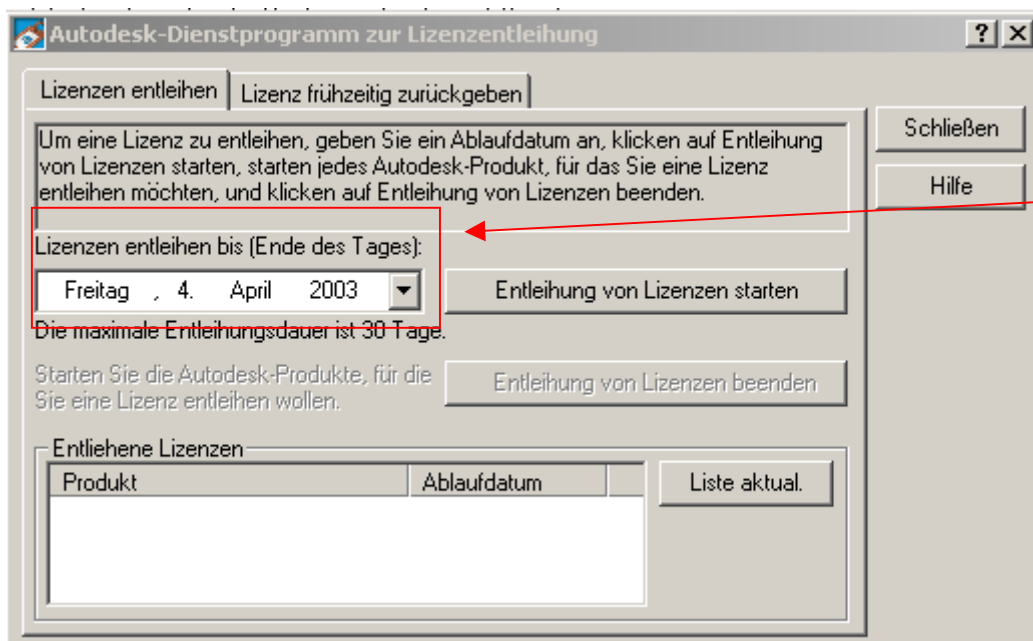 Autodesk-Dienstprogramm zur Lizenzentleihung
Lizenzen entleihen
Lizenz frühzeitig zurückgeben
Um eine Lizenz zu entleihen, geben Sie ein Ablaufdatum an, klicken auf Entleihung
von Lizenzen starten, starten jedes Autodesk-Produkt, für das Sie eine Lizenz
entleihen möchten, und klicken auf Entleihung von Lizenzen beenden.
Schließen
Hilfe
Lizenzen entleihen bis (Ende des Tages):
Freitag , 4. April 2003
Entleihung von Lizenzen starten
Die maximale Entleihungsdauer ist 30 Tage.
Starten Sie die Autodesk-Produkte, für die
Sie eine Lizenz entleihen wollen.
Entleihung von Lizenzen beenden
Entliehene Lizenzen
Produkt
Ablaufdatum
Liste aktual.